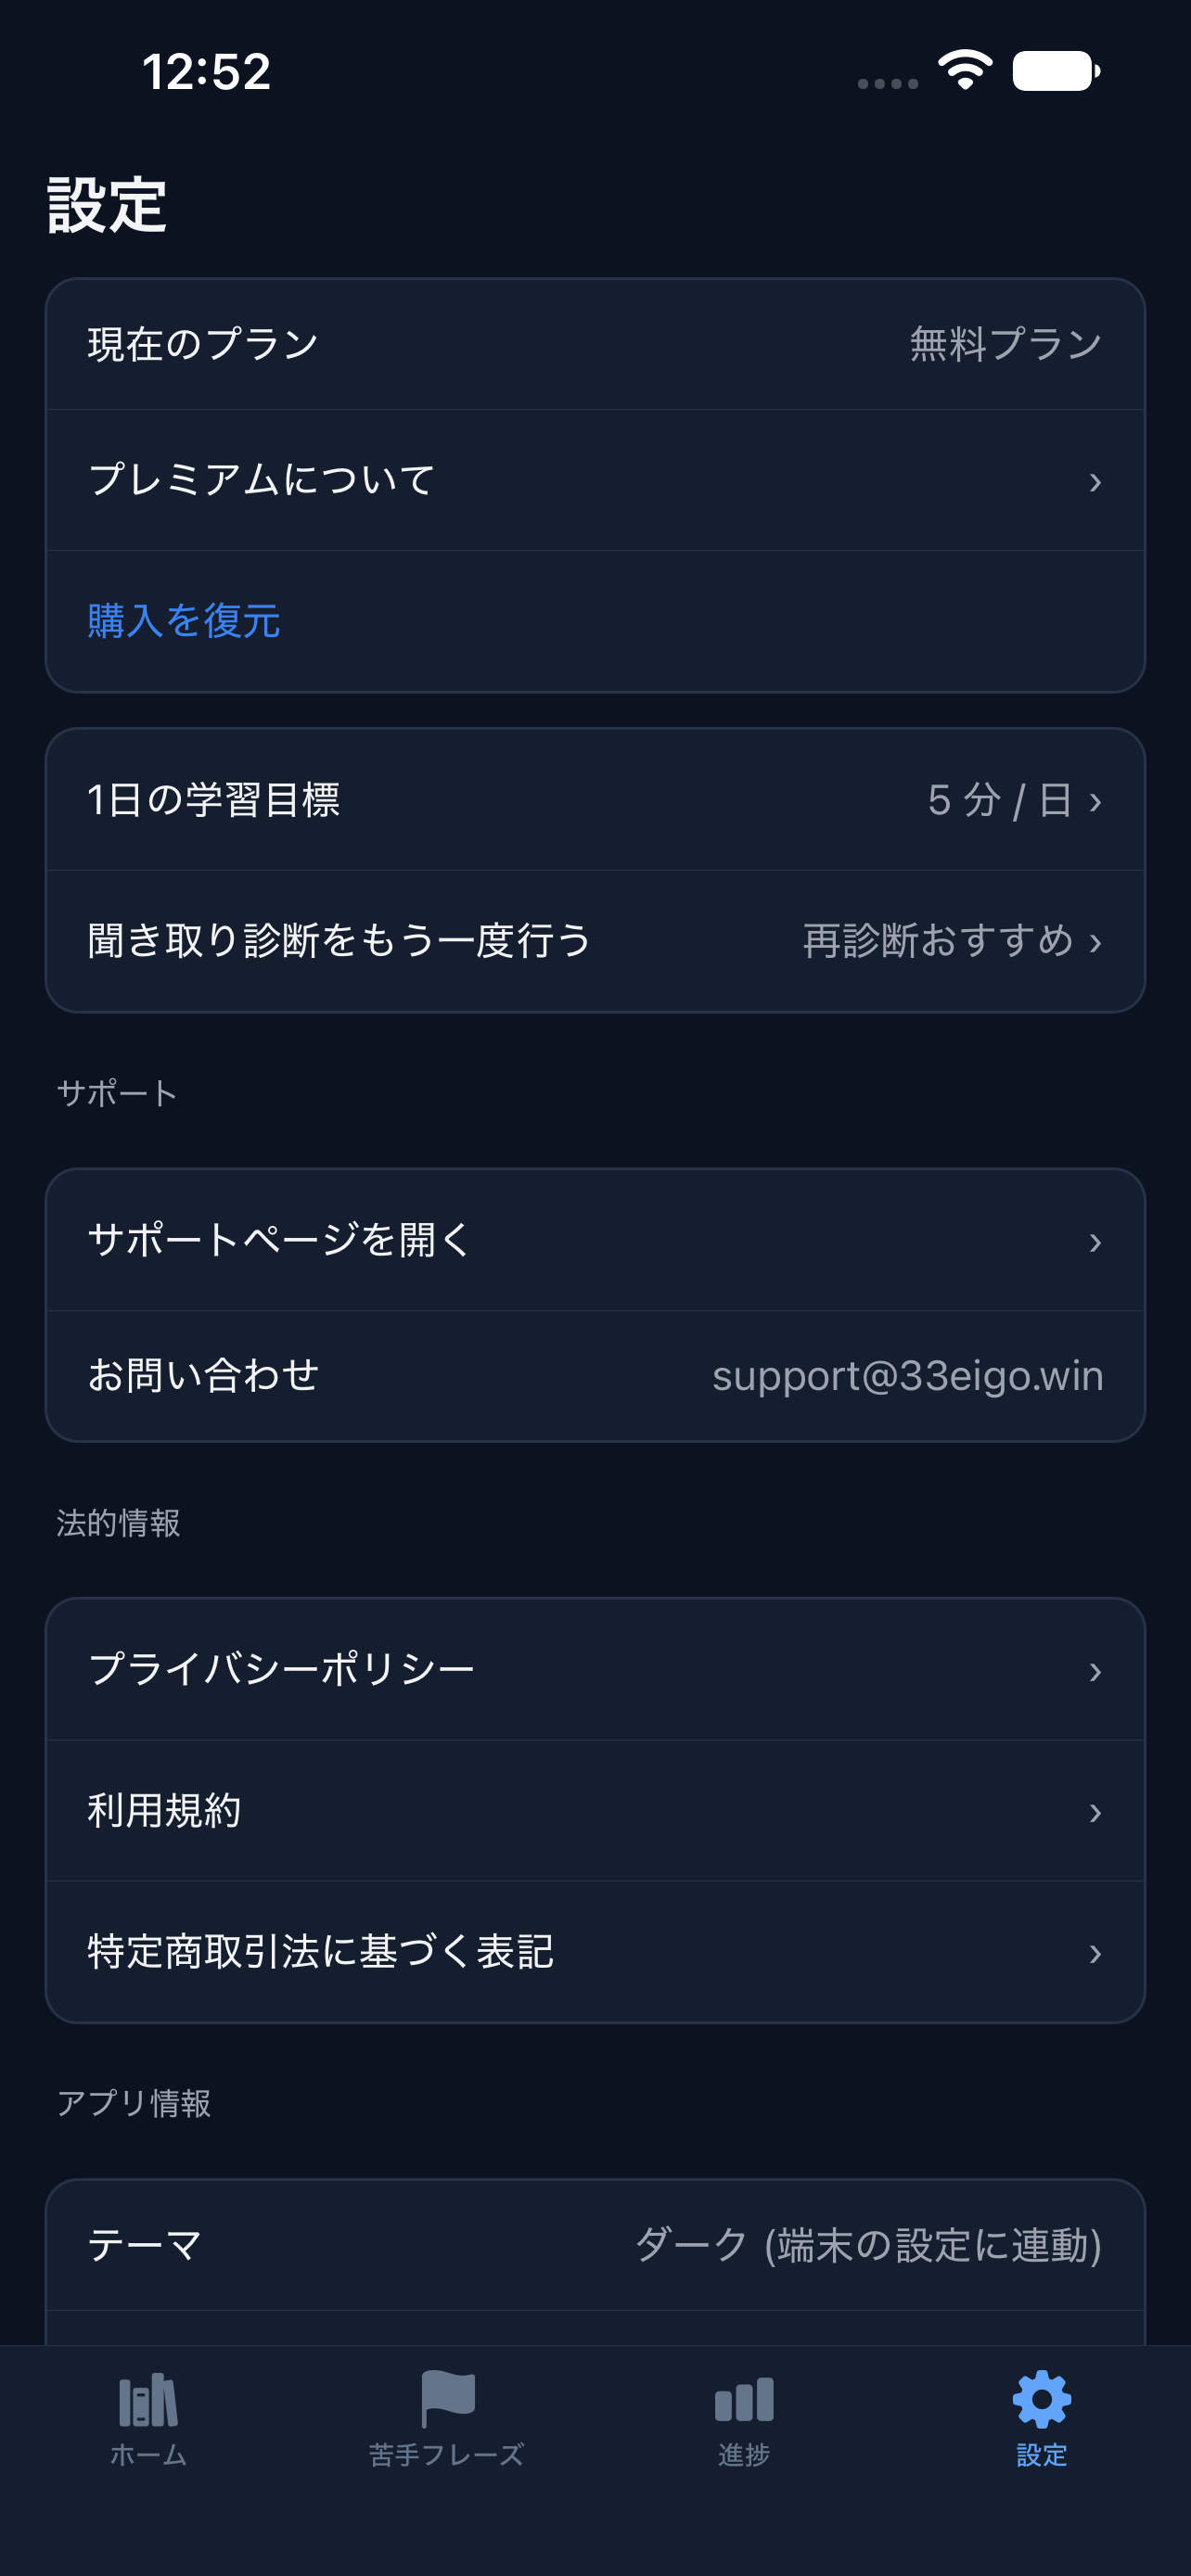 12:52
設定
現在のプラン 無料プラン
プレミアムについて ›
購入を復元
1日の学習目標 5 分 / 日 ›
聞き取り診断をもう一度行う 再診断おすすめ ›
サポート
サポートページを開く ›
お問い合わせ support@33eigo.win
法的情報
プライバシーポリシー ›
利用規約 ›
特定商取引法に基づく表記 ›
アプリ情報
テーマ ダーク (端末の設定に連動)
ホーム 苦手フレーズ 進捗 設定